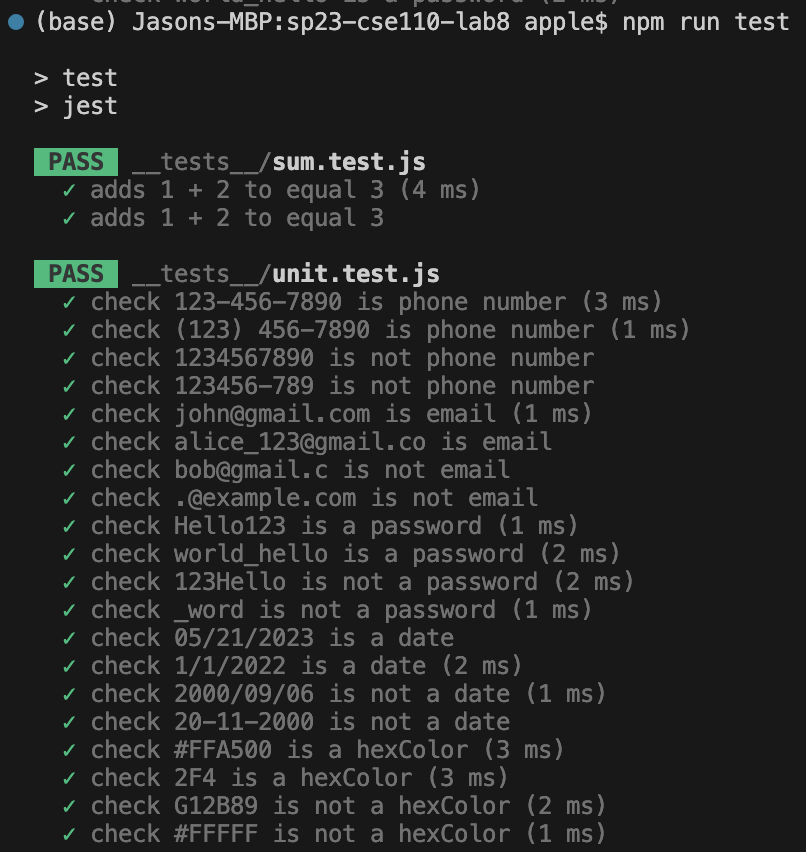 check world_hello is a password (2 ms)
(base) Jasons-MBP:sp23-cse110-lab8 apple$ npm run test
> test
> jest
PASS __tests__/sum.test.js
✓ adds 1 + 2 to equal 3 (4 ms)
✓ adds 1 + 2 to equal 3
PASS __tests__/unit.test.js
✓ check 123-456-7890 is phone number (3 ms)
✓ check (123) 456-7890 is phone number (1 ms)
✓ check 1234567890 is not phone number
✓ check 123456-789 is not phone number
✓ check john@gmail.com is email (1 ms)
✓ check alice_123@gmail.co is email
✓ check bob@gmail.c is not email
✓ check .@example.com is not email
✓ check Hello123 is a password (1 ms)
✓ check world_hello is a password (2 ms)
✓ check 123Hello is not a password (2 ms)
✓ check _word is not a password (1 ms)
✓ check 05/21/2023 is a date
✓ check 1/1/2022 is a date (2 ms)
✓ check 2000/09/06 is not a date (1 ms)
✓ check 20-11-2000 is not a date
✓ check #FFA500 is a hexColor (3 ms)
✓ check 2F4 is a hexColor (3 ms)
✓ check G12B89 is not a hexColor (2 ms)
✓ check #FFFFF is not a hexColor (1 ms)